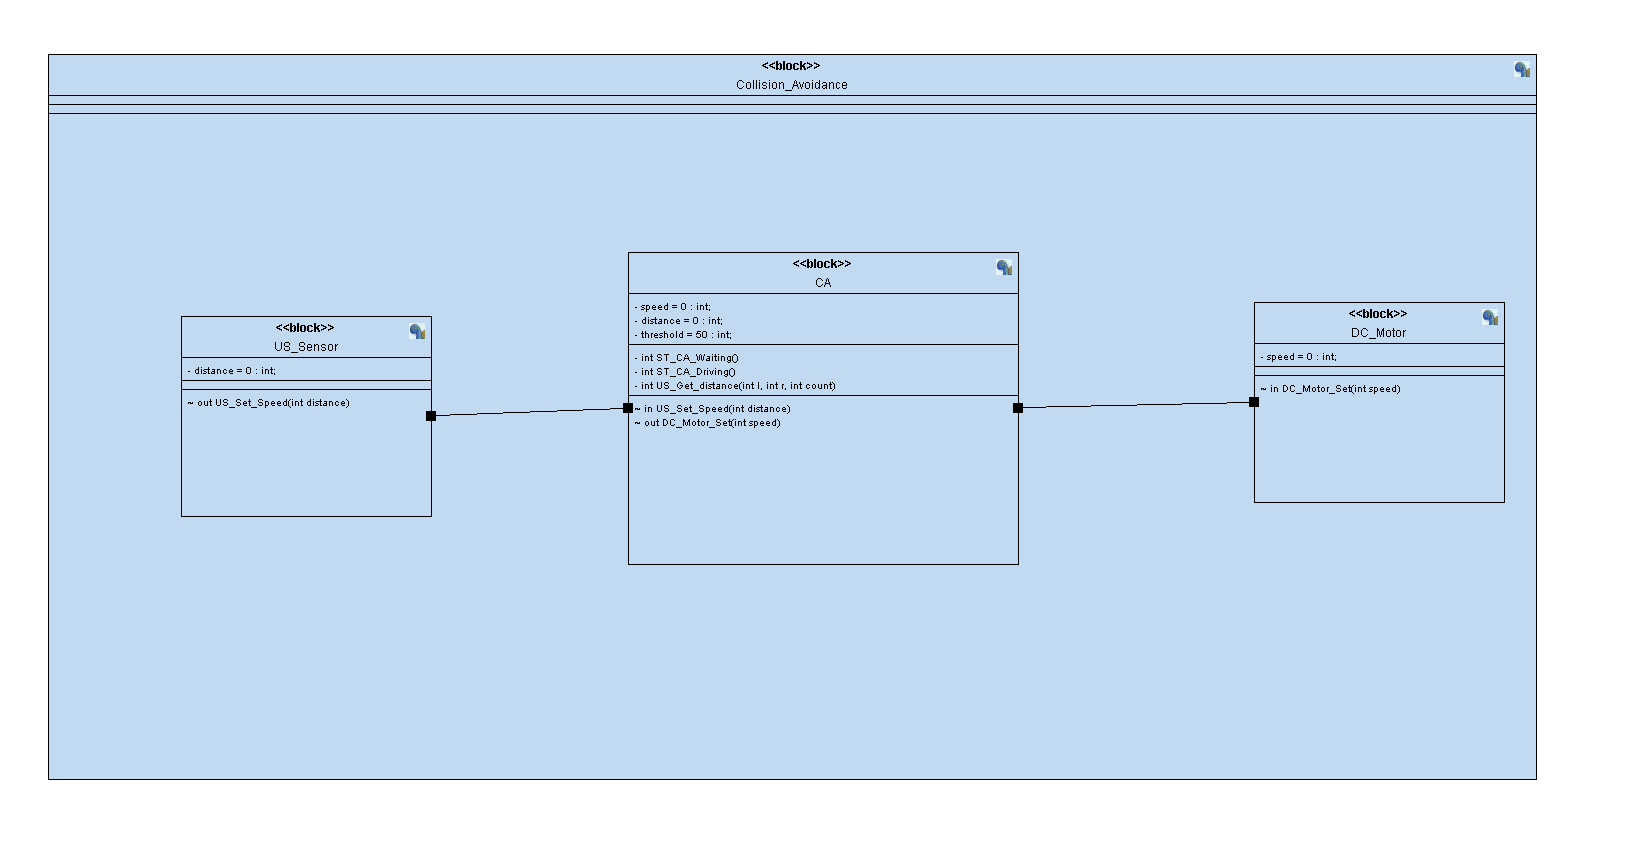 <<block>>
Collision_Avoidance
<<block>>
US_Sensor
- distance = 0 : int;
~ out US_Set_Speed(int distance)
<<block>>
CA
- speed = 0 : int;
- distance = 0 : int;
- threshold = 50 : int;
- int ST_CA_Waiting()
- int ST_CA_Driving()
- int US_Get_distance(int l, int r, int count)
~ in US_Set_Speed(int distance)
~ out DC_Motor_Set(int speed)
<<block>>
DC_Motor
- speed = 0 : int;
~ in DC_Motor_Set(int speed)